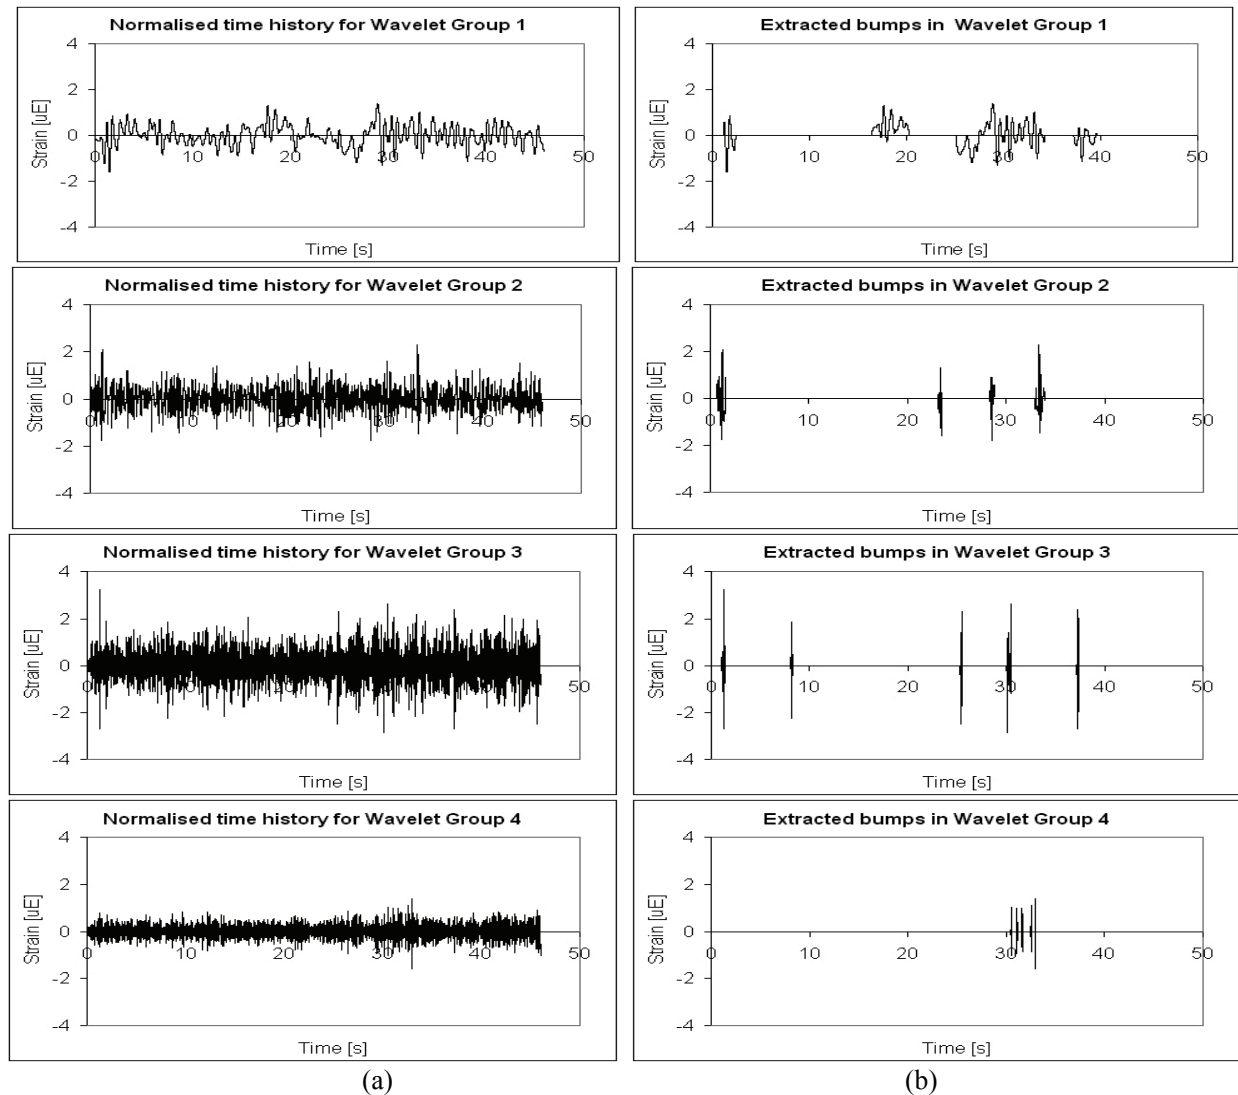 Normalised time history for Wavelet Group 1
4
2
0
-2
-4
Strain [uE]
0 10 20 30 40 50
Time [s]
Extracted bumps in Wavelet Group 1
4
2
0
-2
-4
Strain [uE]
0 10 20 30 40 50
Time [s]
Normalised time history for Wavelet Group 2
4
2
0
-2
-4
Strain [uE]
0 10 20 30 40 50
Time [s]
Extracted bumps in Wavelet Group 2
4
2
0
-2
-4
Strain [uE]
0 10 20 30 40 50
Time [s]
Normalised time history for Wavelet Group 3
4
2
0
-2
-4
Strain [uE]
0 10 20 30 40 50
Time [s]
Extracted bumps in Wavelet Group 3
4
2
0
-2
-4
Strain [uE]
0 10 20 30 40 50
Time [s]
Normalised time history for Wavelet Group 4
4
2
0
-2
-4
Strain [uE]
0 10 20 30 40 50
Time [s]
Extracted bumps in Wavelet Group 4
4
2
0
-2
-4
Strain [uE]
0 10 20 30 40 50
Time [s]
(a)
(b)